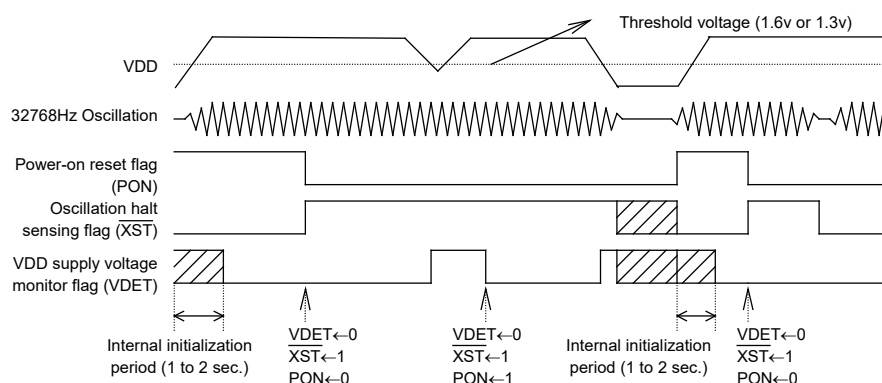 Threshold voltage (1.6v or 1.3v)
VDD
32768Hz Oscillation
Power-on reset flag
(PON)
Oscillation halt
sensing flag (XST)
VDD supply voltage
monitor flag (VDET)
Internal initialization
period (1 to 2 sec.)
VDET←0
XST←1
PON←0
VDET←0
XST←1
PON←1
Internal initialization
period (1 to 2 sec.)
VDET←0
XST←1
PON←0